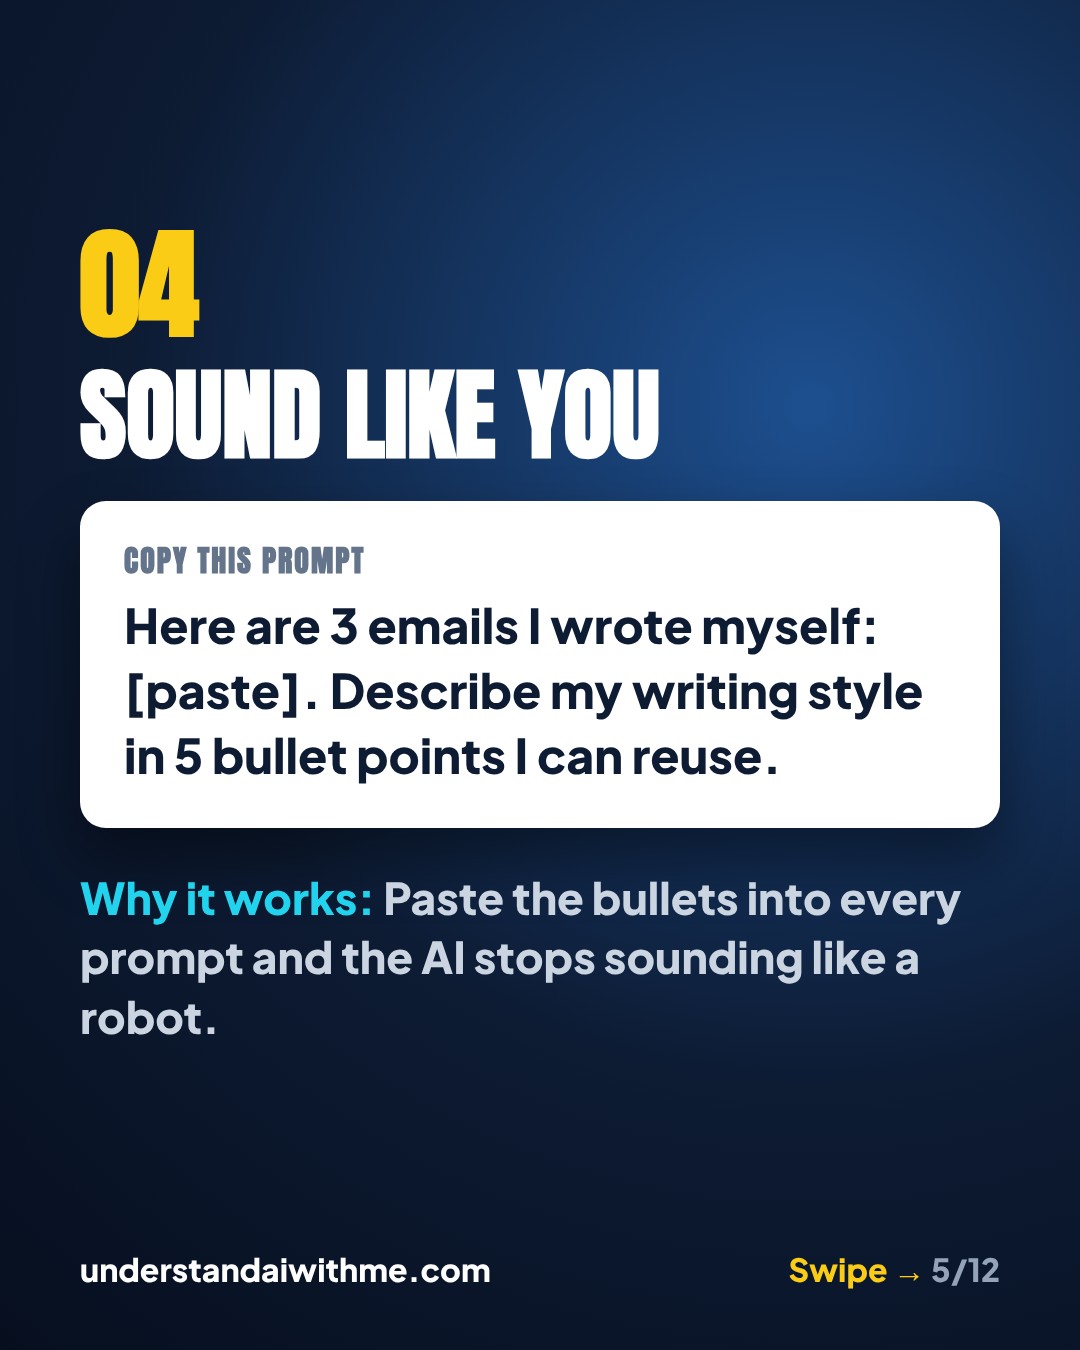 04
SOUND LIKE YOU
COPY THIS PROMPT
Here are 3 emails I wrote myself:
[paste]. Describe my writing style
in 5 bullet points I can reuse.
Why it works: Paste the bullets into every
prompt and the AI stops sounding like a
robot.
understandaiwithme.com
Swipe → 5/12